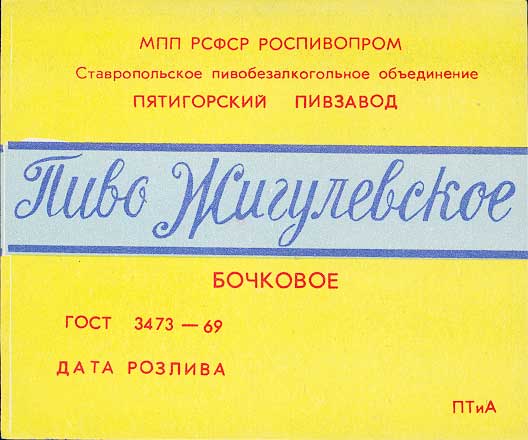 МПП РСФСР РОСПИВОПРОМ
Ставропольское пивобезалкогольное объединение
ПЯТИГОРСКИЙ ПИВЗАВОД
Пиво Жигулевское
БОЧКОВОЕ
ГОСТ 3473 — 69
ДАТА РОЗЛИВА
ПТиА